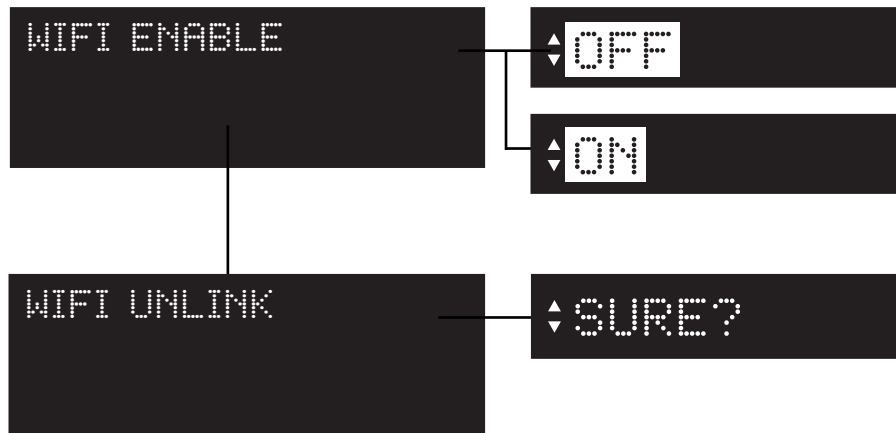 WIFI ENABLE
OFF
ON
WIFI UNLINK
SURE?